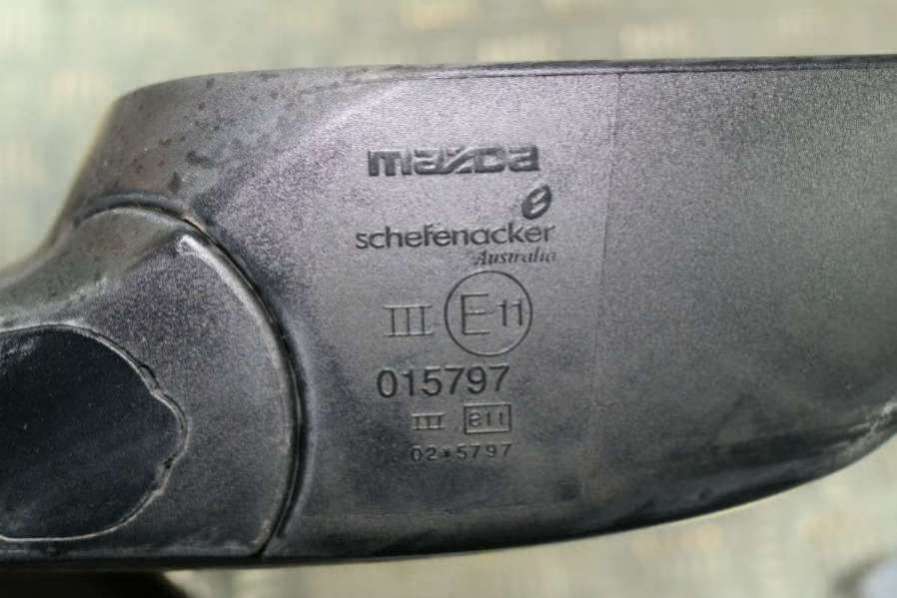 mazda
schefenacker
Australia
III E11
015797
III e11
02*5797